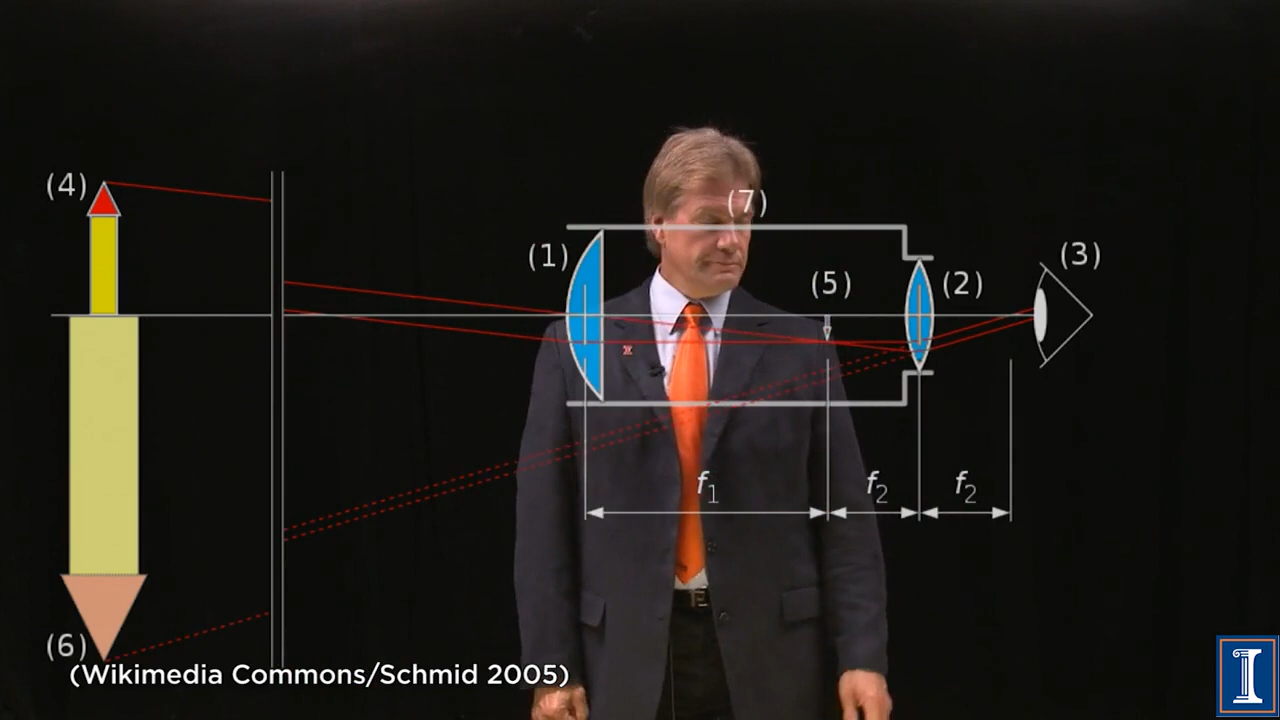 (4)
(7)
(1)
(3)
(5)
(2)
f1
f2
f2
(6)
(Wikimedia Commons/Schmid 2005)
I